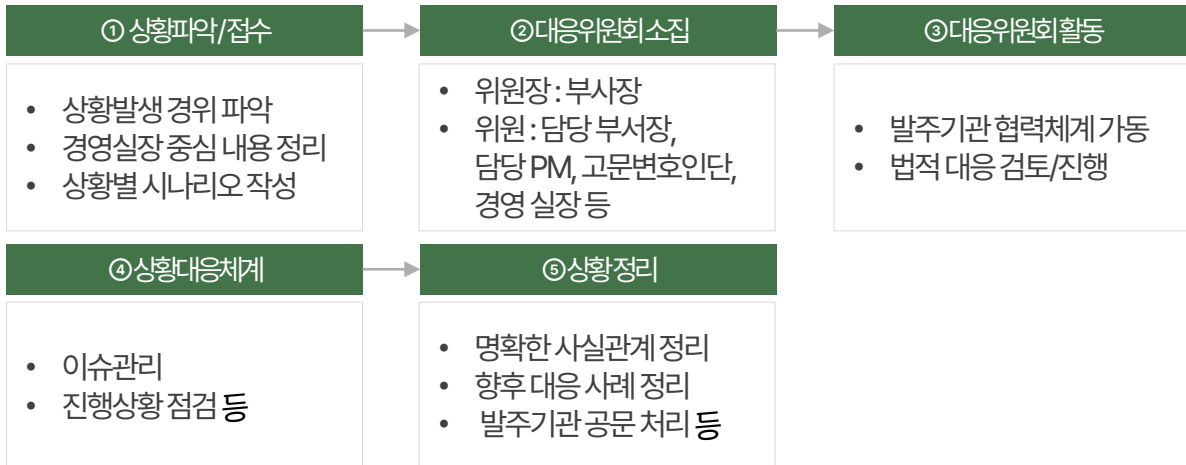 ① 상황파악/접수
• 상황발생 경위 파악
• 경영실장 중심 내용 정리
• 상황별 시나리오 작성
②대응위원회 소집
• 위원장 : 부사장
• 위원 : 담당 부서장,
담당 PM, 고문변호인단,
경영 실장 등
③대응위원회 활동
• 발주기관 협력체계 가동
• 법적 대응 검토/진행
④상황대응체계
• 이슈관리
• 진행상황 점검 등
⑤상황 정리
• 명확한 사실관계 정리
• 향후 대응 사례 정리
• 발주기관 공문 처리 등